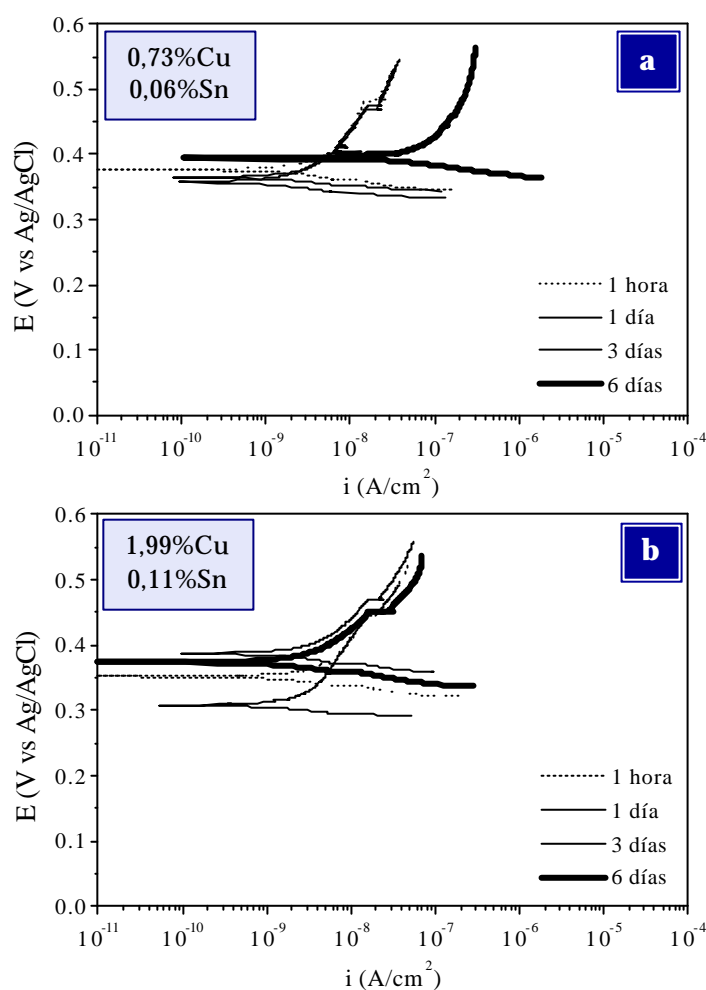 0,73%Cu
0,06%Sn
a
E (V vs Ag/AgCl)
0.6
0.5
0.4
0.3
0.2
0.1
0.0
1 hora
1 día
3 días
6 días
10^-11 10^-10 10^-9 10^-8 10^-7 10^-6 10^-5 10^-4
i (A/cm^2)
1,99%Cu
0,11%Sn
b
E (V vs Ag/AgCl)
0.6
0.5
0.4
0.3
0.2
0.1
0.0
1 hora
1 día
3 días
6 días
10^-11 10^-10 10^-9 10^-8 10^-7 10^-6 10^-5 10^-4
i (A/cm^2)